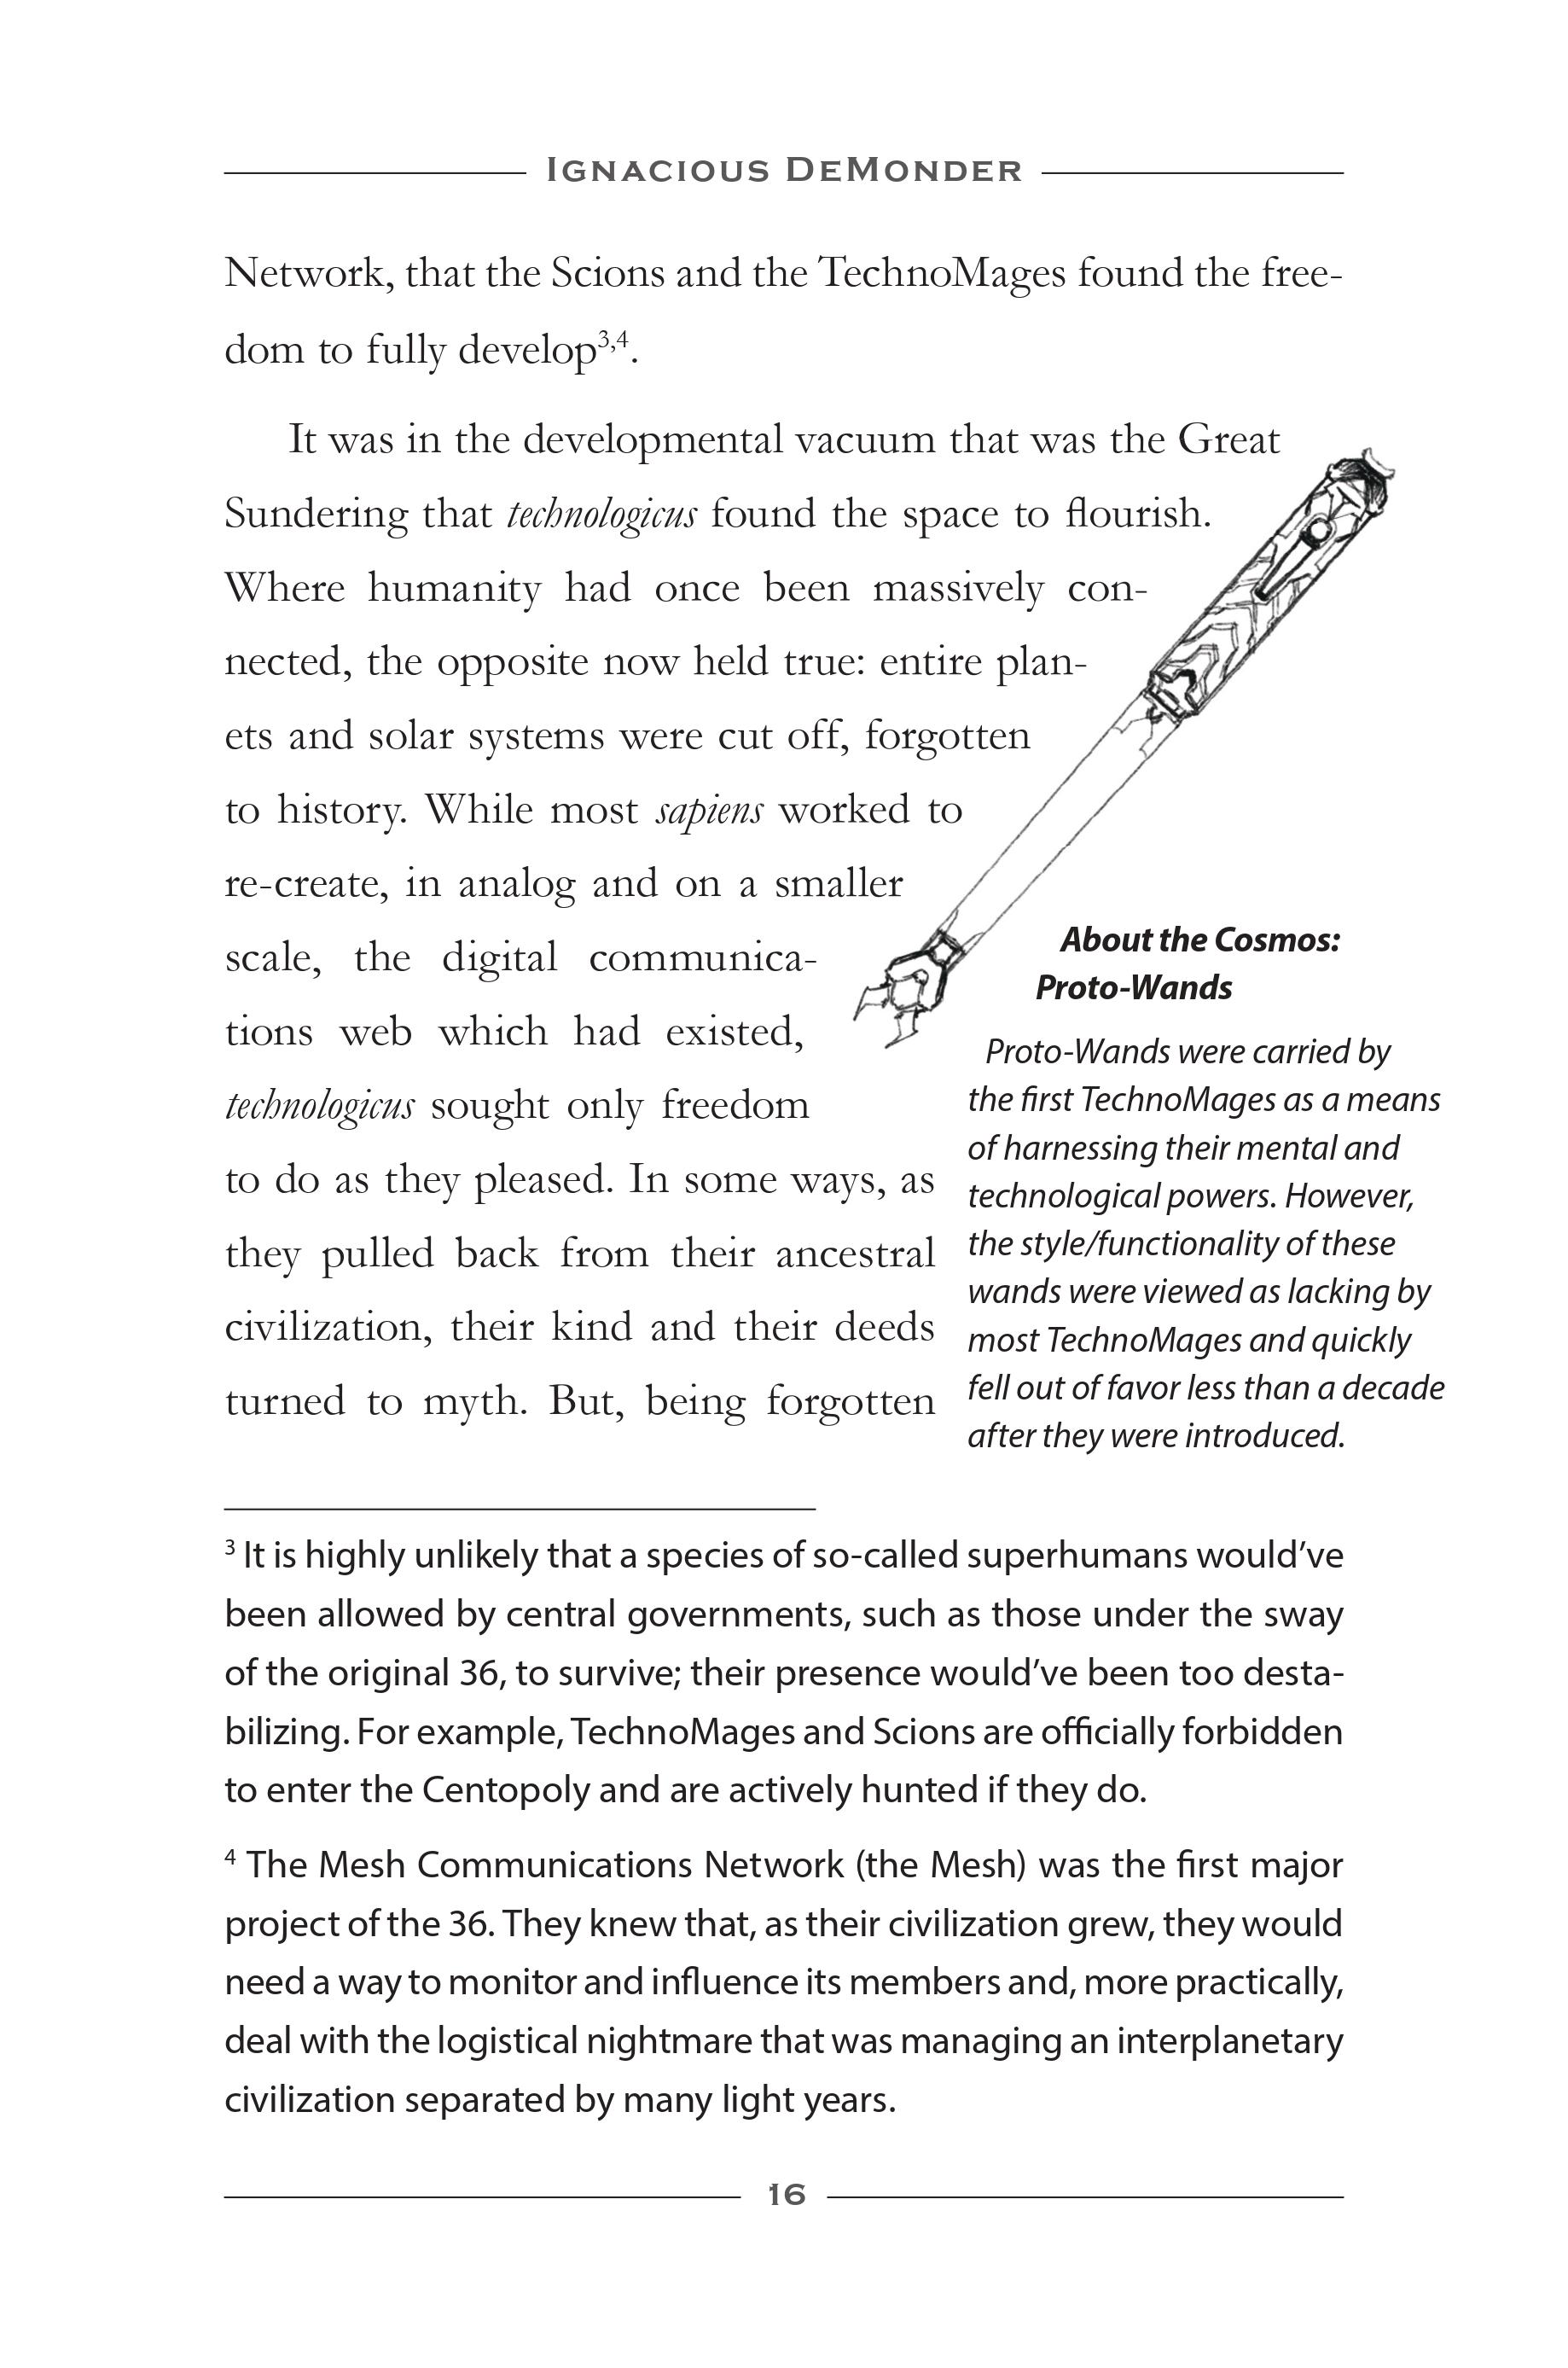 Ignacious DeMonder
Network, that the Scions and the TechnoMages found the free-
dom to fully develop3,4.
It was in the developmental vacuum that was the Great
Sundering that technologicus found the space to flourish.
Where humanity had once been massively con-
nected, the opposite now held true: entire plan-
ets and solar systems were cut off, forgotten
to history. While most sapiens worked to
re-create, in analog and on a smaller
scale, the digital communica-
tions web which had existed,
technologicus sought only freedom
to do as they pleased. In some ways, as
they pulled back from their ancestral
civilization, their kind and their deeds
turned to myth. But, being forgotten
About the Cosmos:
Proto-Wands
Proto-Wands were carried by
the first TechnoMages as a means
of harnessing their mental and
technological powers. However,
the style/functionality of these
wands were viewed as lacking by
most TechnoMages and quickly
fell out of favor less than a decade
after they were introduced.
3 It is highly unlikely that a species of so-called superhumans would’ve
been allowed by central governments, such as those under the sway
of the original 36, to survive; their presence would’ve been too desta-
bilizing. For example, TechnoMages and Scions are officially forbidden
to enter the Centopoly and are actively hunted if they do.
4 The Mesh Communications Network (the Mesh) was the first major
project of the 36. They knew that, as their civilization grew, they would
need a way to monitor and influence its members and, more practically,
deal with the logistical nightmare that was managing an interplanetary
civilization separated by many light years.
16